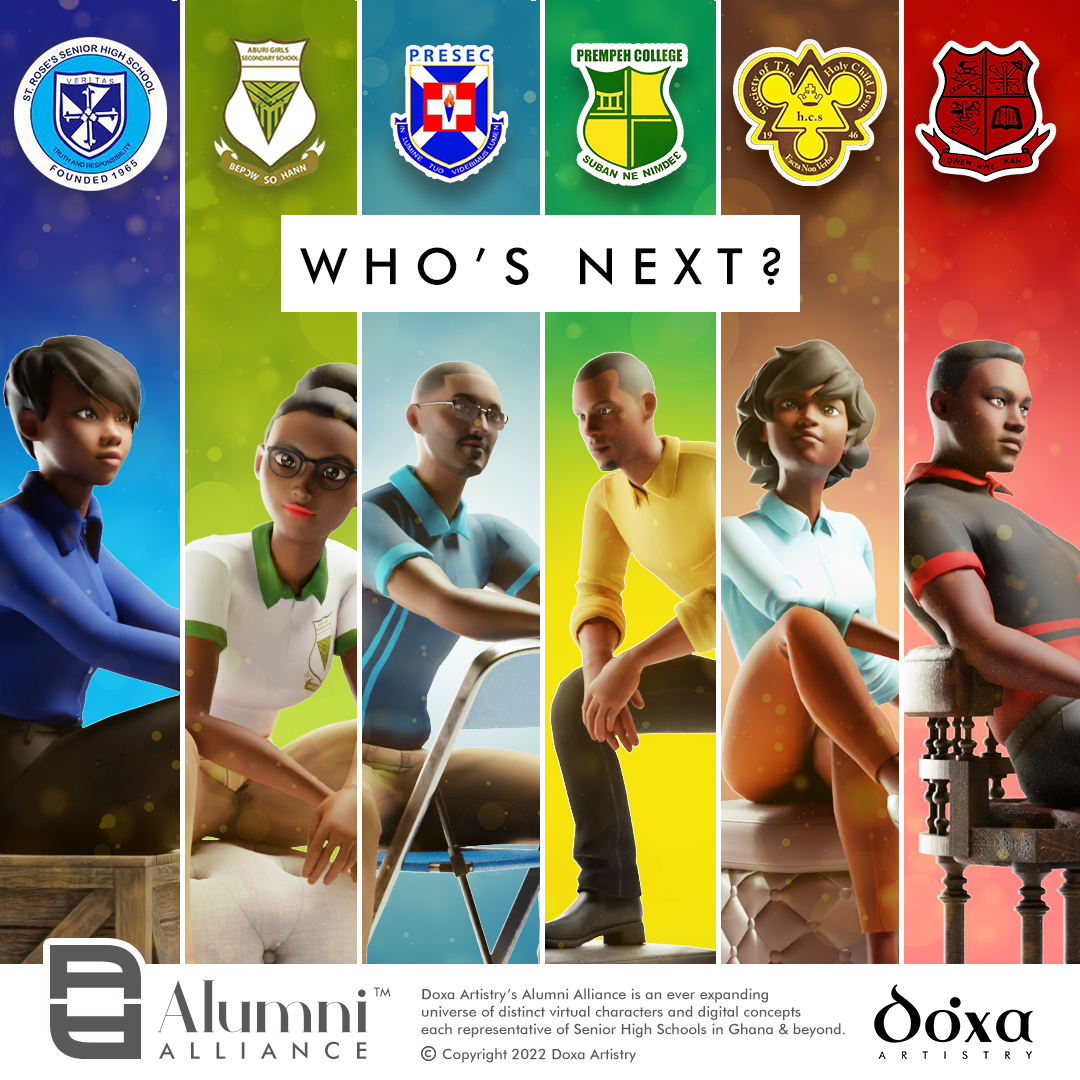 ST. ROSE'S SENIOR HIGH SCHOOL
VERITAS
TRUTH AND RESPONSIBILITY
FOUNDED 1965
ABURI GIRLS
SECONDARY SCHOOL
BEPƆW SO HANN
PRESEC
IN LUMINE TUO VIDEBIMUS LUMEN
PREMPEH COLLEGE
SUBAN NE NIMDEƐ
Society of The Holy Child Jesus
h.c.s
19 46
Facta Non Verba
DWEN HWE KAN
WHO'S NEXT?
Alumni™
ALLIANCE
Doxa Artistry's Alumni Alliance is an ever expanding
universe of distinct virtual characters and digital concepts
each representative of Senior High Schools in Ghana & beyond.
© Copyright 2022 Doxa Artistry
doxa
ARTISTRY